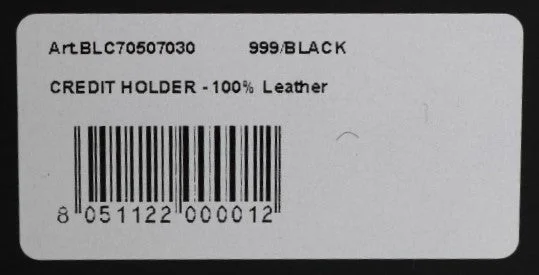 Art.BLC70507030 999/BLACK
CREDIT HOLDER - 100% Leather
8 051122 000012